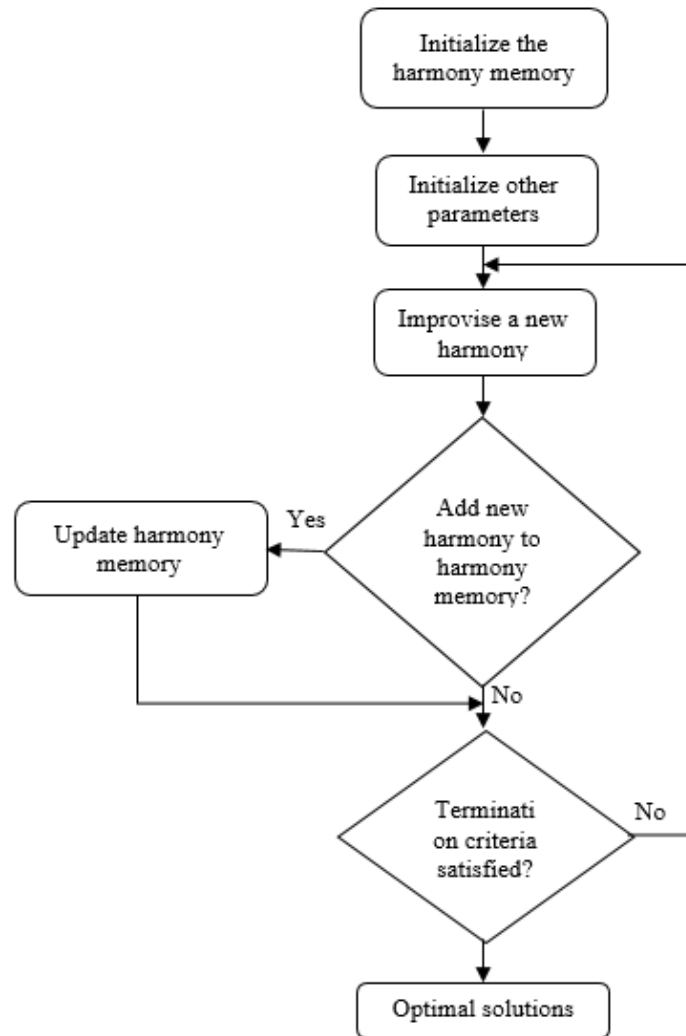 Initialize the
harmony memory
Initialize other
parameters
Improvise a new
harmony
Add new
harmony to
harmony
memory?
Yes
Update harmony
memory
No
Terminati
on criteria
satisfied?
No
Optimal solutions